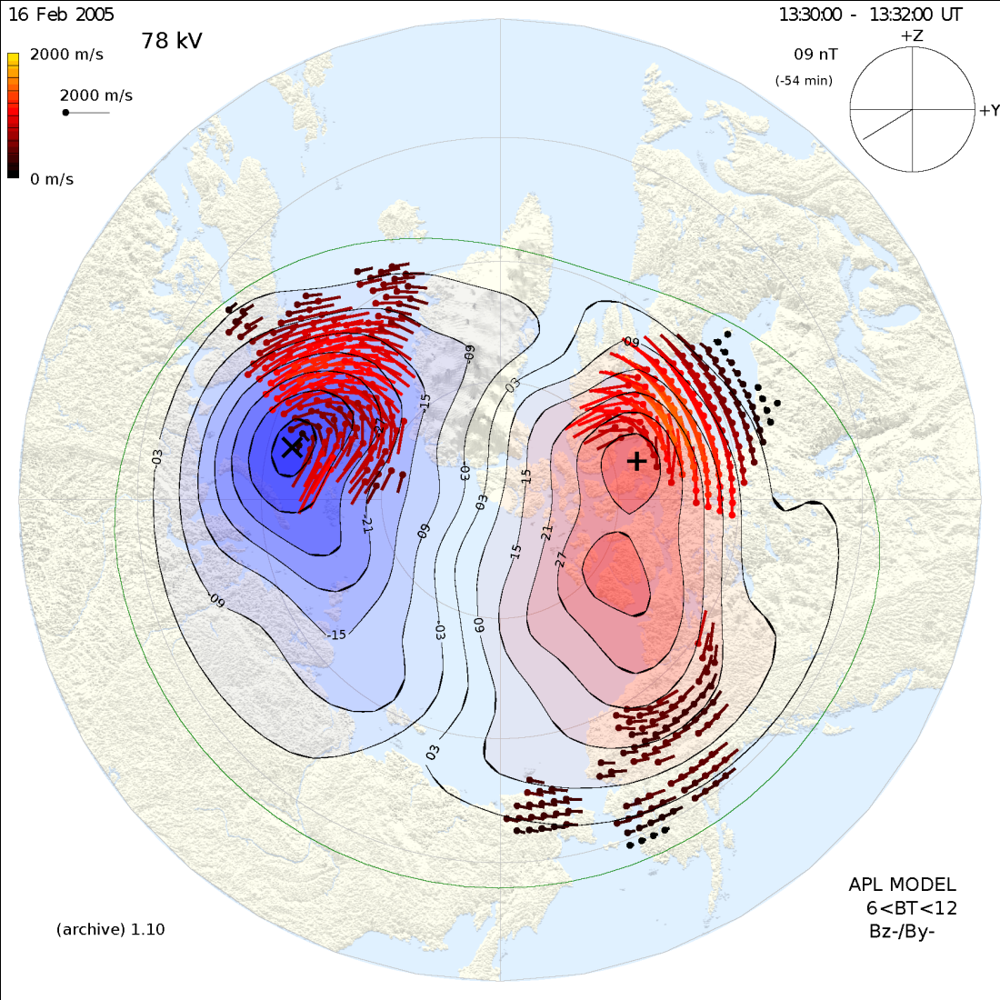 16 Feb 2005
13:30:00 - 13:32:00 UT
78 kV
+Z
2000 m/s
09 nT
(-54 min)
2000 m/s
+Y
0 m/s
-09
09
-03
03
-15
-21
-03
15
03
-21
09
21
15
27
-09
-03
09
-15
03
APL MODEL
6<BT<12
Bz-/By-
(archive) 1.10